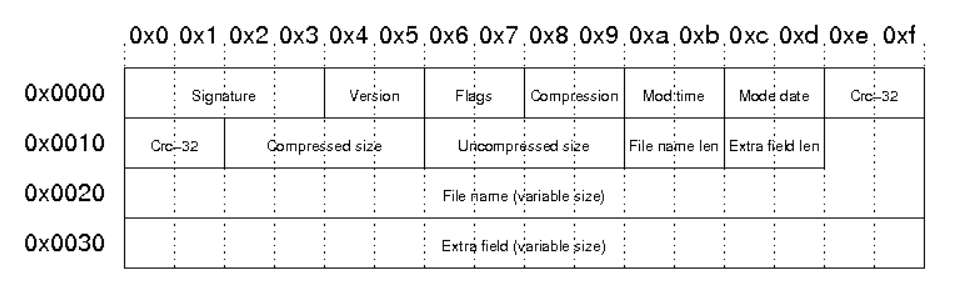 0x0 0x1 0x2 0x3 0x4 0x5 0x6 0x7 0x8 0x9 0xa 0xb 0xc 0xd 0xe 0xf
0x0000 Signature Version Flags Compression Mod time Mode date Crc-32
0x0010 Crc-32 Compressed size Uncompressed size File name len Extra field len
0x0020 File name (variable size)
0x0030 Extra field (variable size)